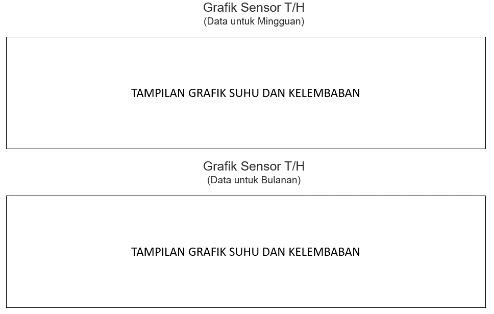 Grafik Sensor T/H
(Data untuk Mingguan)
TAMPILAN GRAFIK SUHU DAN KELEMBABAN
Grafik Sensor T/H
(Data untuk Bulanan)
TAMPILAN GRAFIK SUHU DAN KELEMBABAN